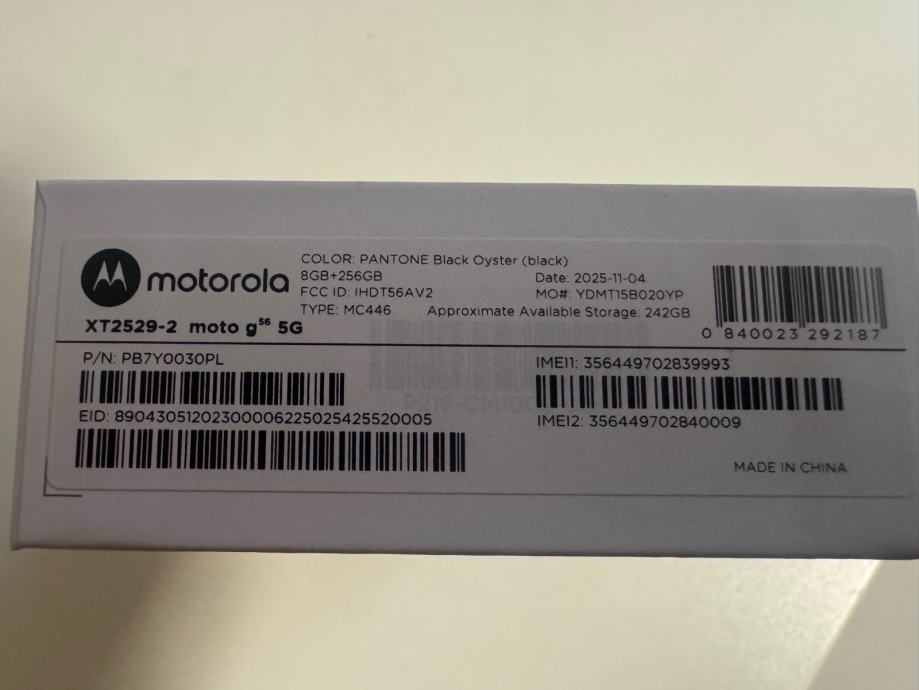 motorola
COLOR: PANTONE Black Oyster (black)
8GB+256GB
Date: 2025-11-04
FCC ID: IHDT56AV2
MO#: YDMT15B020YP
TYPE: MC446
Approximate Available Storage: 242GB
XT2529-2 moto g⁵⁶ 5G
0 840023 292187
P/N: PB7Y0030PL
IMEI1: 356449702839993
EID: 89043051202300006225025425520005
IMEI2: 356449702840009
MADE IN CHINA